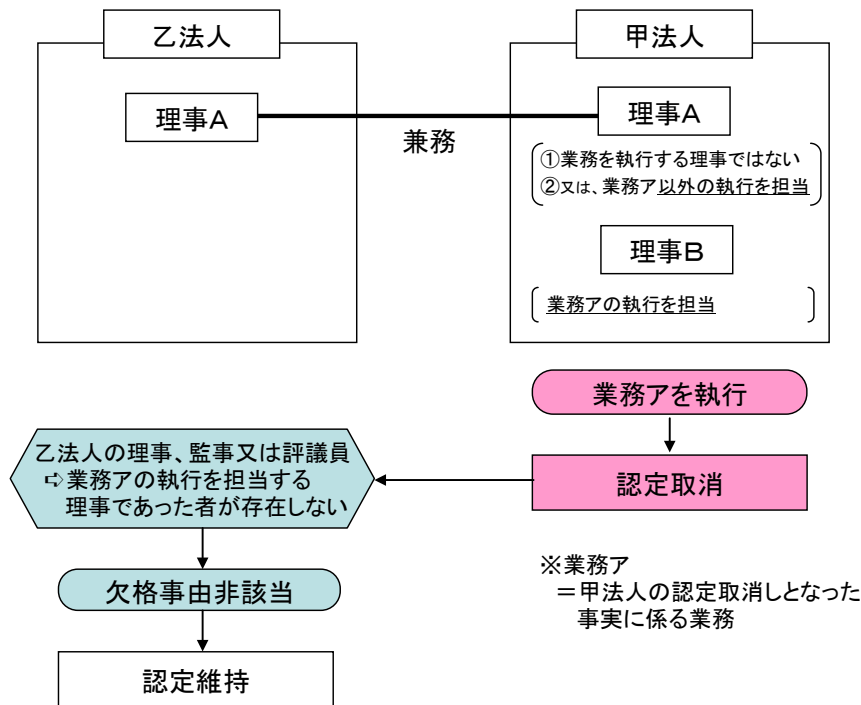 乙法人
甲法人
理事A
理事A
兼務
①業務を執行する理事ではない
②又は、業務ア以外の執行を担当
理事B
業務アの執行を担当
業務アを執行
乙法人の理事、監事又は評議員
⇨業務アの執行を担当する
理事であった者が存在しない
認定取消
欠格事由非該当
※業務ア
＝甲法人の認定取消しとなった
事実に係る業務
認定維持